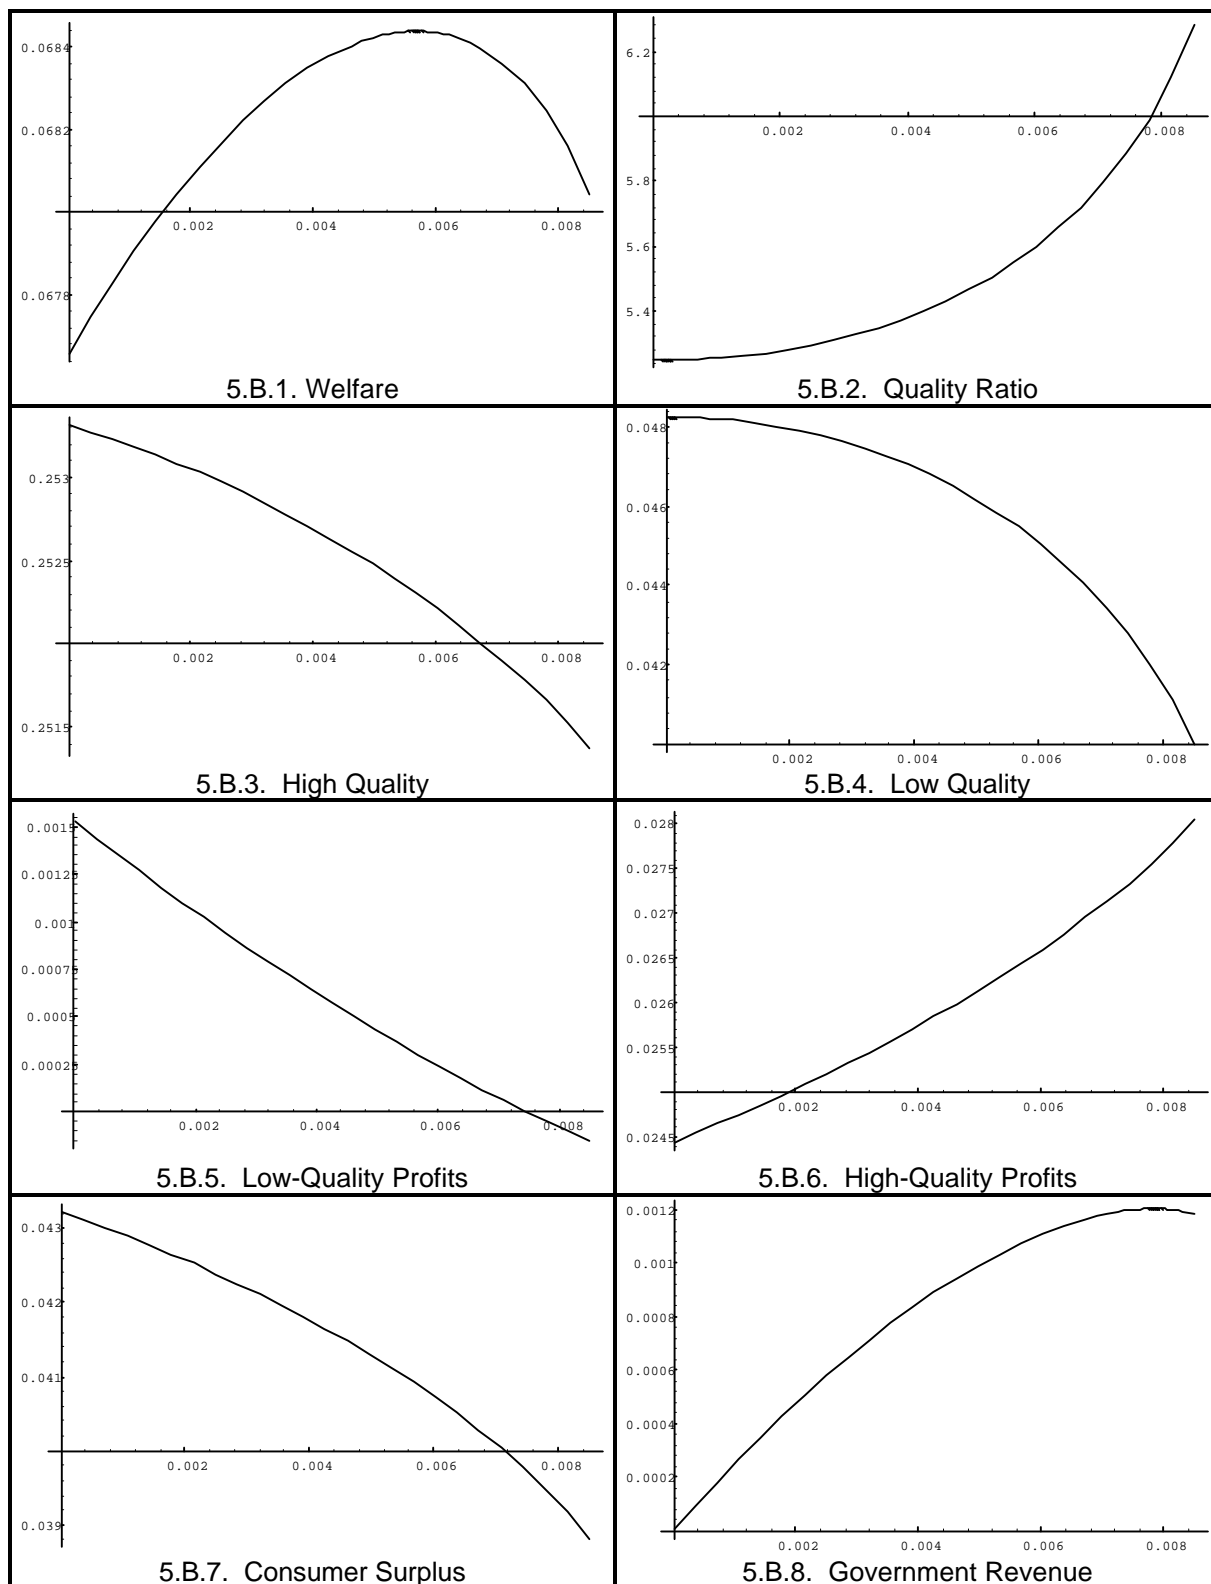 0.0684
0.0682
0.0678
0.002 0.004 0.006 0.008
5.B.1. Welfare
6.2
5.8
5.6
5.4
0.002 0.004 0.006 0.008
5.B.2. Quality Ratio
0.253
0.2525
0.2515
0.002 0.004 0.006 0.008
5.B.3. High Quality
0.048
0.046
0.044
0.042
0.002 0.004 0.006 0.008
5.B.4. Low Quality
0.0015
0.00125
0.001
0.00075
0.0005
0.00025
0.002 0.004 0.006 0.008
5.B.5. Low-Quality Profits
0.028
0.0275
0.027
0.0265
0.026
0.0255
0.0245
0.002 0.004 0.006 0.008
5.B.6. High-Quality Profits
0.043
0.042
0.041
0.039
0.002 0.004 0.006 0.008
5.B.7. Consumer Surplus
0.0012
0.001
0.0008
0.0006
0.0004
0.0002
0.002 0.004 0.006 0.008
5.B.8. Government Revenue